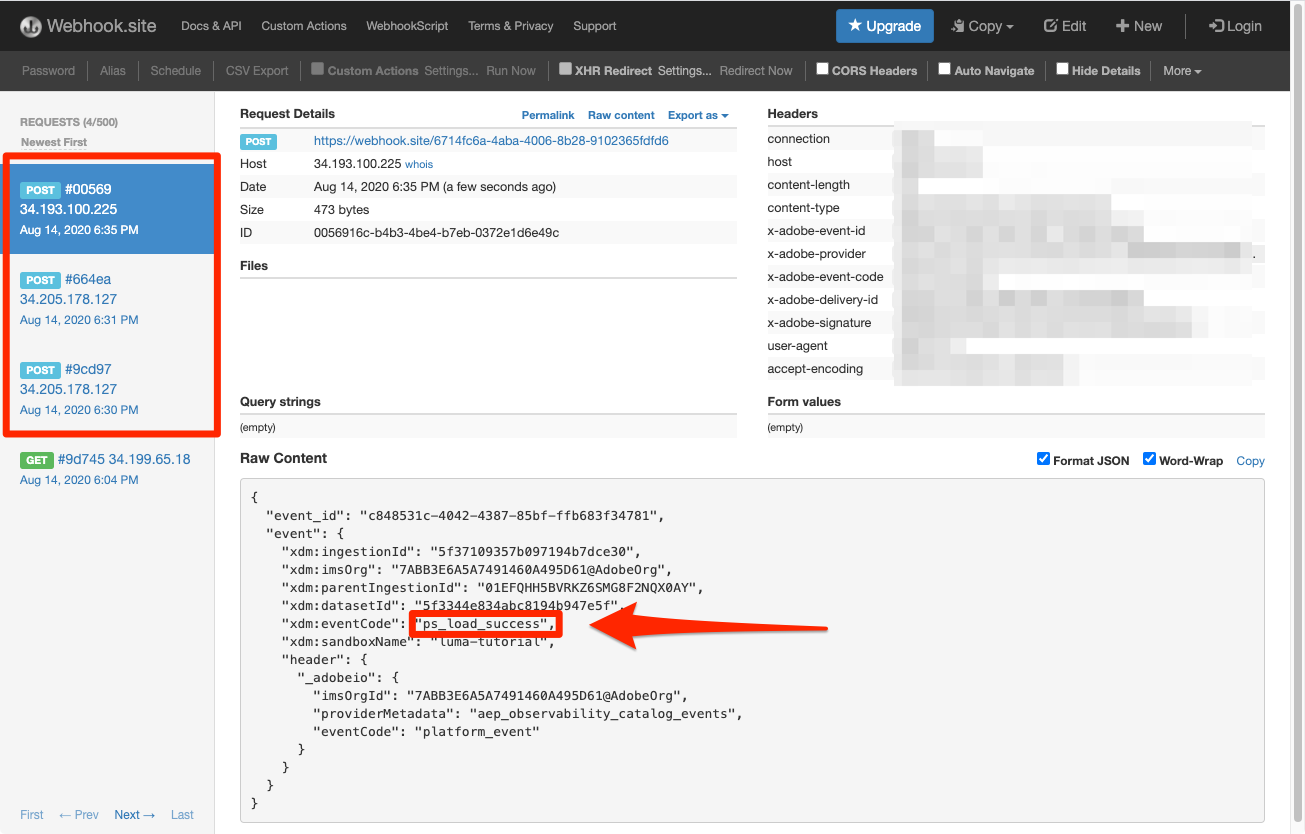 Webhook.site Docs & API Custom Actions WebhookScript Terms & Privacy Support Upgrade Copy Edit New Login
Password Alias Schedule CSV Export Custom Actions Settings... Run Now XHR Redirect Settings... Redirect Now CORS Headers Auto Navigate Hide Details More
REQUESTS (4/500)
Newest First
POST #00569
34.193.100.225
Aug 14, 2020 6:35 PM
POST #664ea
34.205.178.127
Aug 14, 2020 6:31 PM
POST #9cd97
34.205.178.127
Aug 14, 2020 6:30 PM
GET #9d745 34.199.65.18
Aug 14, 2020 6:04 PM
First ← Prev Next → Last
Request Details Permalink Raw content Export as
POST https://webhook.site/6714fc6a-4aba-4006-8b28-9102365fdfd6
Host 34.193.100.225 whois
Date Aug 14, 2020 6:35 PM (a few seconds ago)
Size 473 bytes
ID 0056916c-b4b3-4be4-b7eb-0372e1d6e49c
Files
Headers
connection
host
content-length
content-type
x-adobe-event-id
x-adobe-provider
x-adobe-event-code
x-adobe-delivery-id
x-adobe-signature
user-agent
accept-encoding
Query strings
(empty)
Form values
(empty)
Raw Content Format JSON Word-Wrap Copy
{
"event_id": "c848531c-4042-4387-85bf-ffb683f34781",
"event": {
"xdm:ingestionId": "5f37109357b097194b7dce30",
"xdm:imsOrg": "7ABB3E6A5A7491460A495D61@AdobeOrg",
"xdm:parentIngestionId": "01EFQHH5BVRKZ6SMG8F2NQX0AY",
"xdm:datasetId": "5f3344e834abc8194b947e5f",
"xdm:eventCode": "ps_load_success",
"xdm:sandboxName": "luma-tutorial",
"header": {
"_adobeio": {
"imsOrgId": "7ABB3E6A5A7491460A495D61@AdobeOrg",
"providerMetadata": "aep_observability_catalog_events",
"eventCode": "platform_event"
}
}
}
}